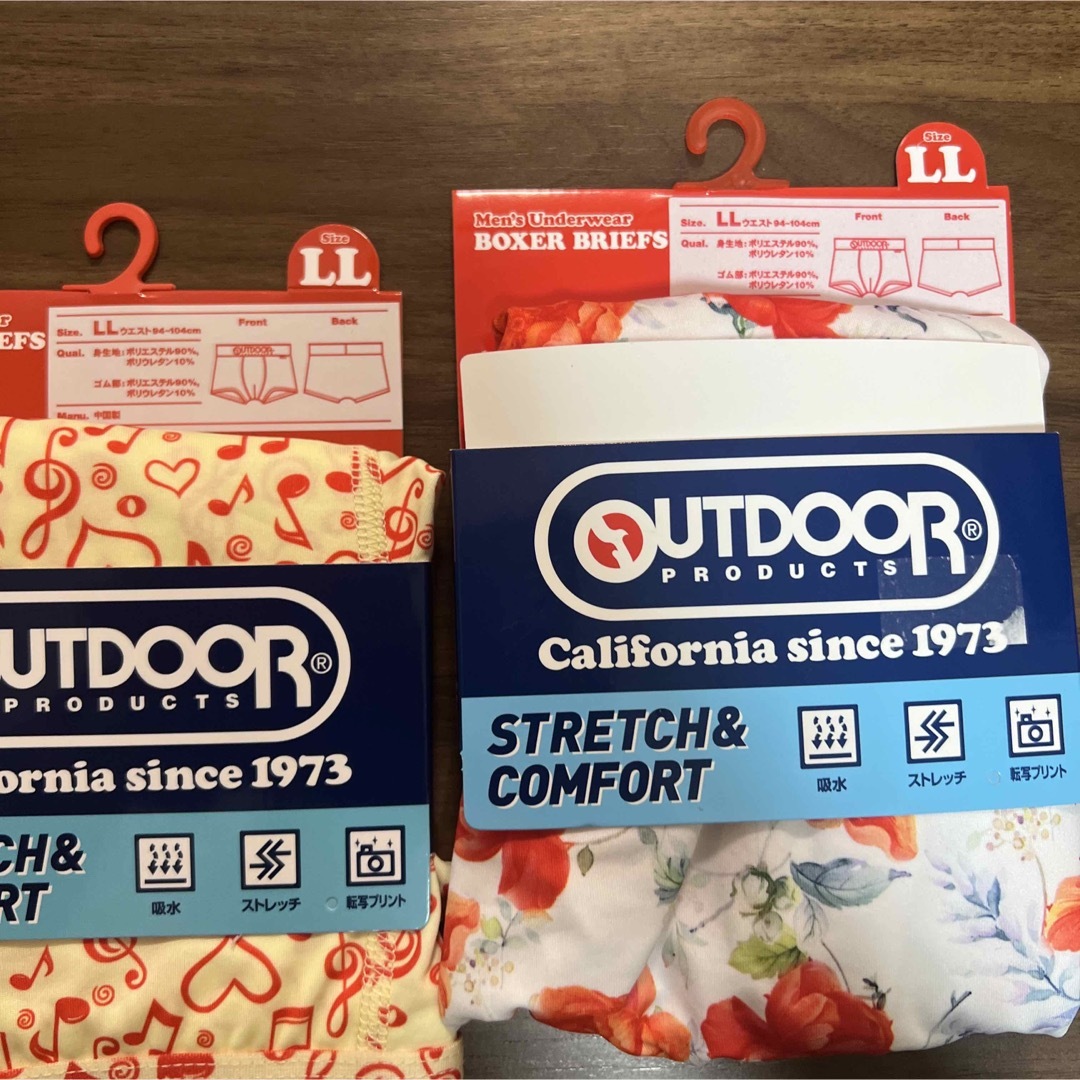 Size
LL
EFS
Size. LL ウエスト94-104cm
Front
Back
Qual. 身生地:ポリエステル90%,
ポリウレタン10%
ゴム部:ポリエステル90%,
ポリウレタン10%
OUTDOOR
Manu. 中国製
UTDOOR®
PRODUCTS
ornia since 1973
CH&
RT
吸水
ストレッチ
転写プリント
Size
LL
Men's Underwear
BOXER BRIEFS
Size. LL ウエスト94-104cm
Front
Back
Qual. 身生地:ポリエステル90%,
ポリウレタン10%
ゴム部:ポリエステル90%,
ポリウレタン10%
OUTDOOR
OUTDOOR®
PRODUCTS
California since 1973
STRETCH&
COMFORT
吸水
ストレッチ
転写プリント